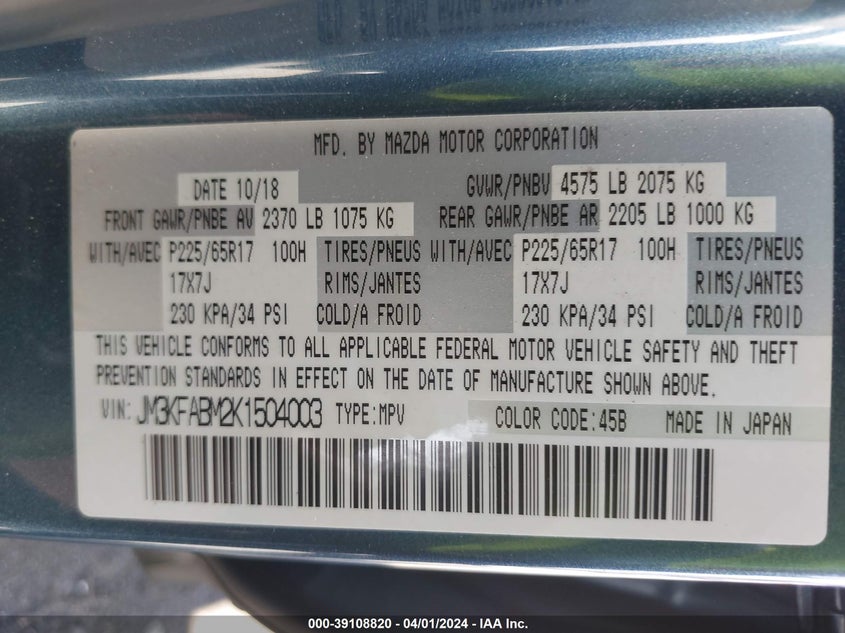 MFD. BY MAZDA MOTOR CORPORATION
DATE 10/18 GVWR/PNBV 4575 LB 2075 KG
FRONT GAWR/PNBE AV 2370 LB 1075 KG REAR GAWR/PNBE AR 2205 LB 1000 KG
WITH/AVEC P225/65R17 100H TIRES/PNEUS WITH/AVEC P225/65R17 100H TIRES/PNEUS
17X7J RIMS/JANTES 17X7J RIMS/JANTES
230 KPA/34 PSI COLD/A FROID 230 KPA/34 PSI COLD/A FROID
THIS VEHICLE CONFORMS TO ALL APPLICABLE FEDERAL MOTOR VEHICLE SAFETY AND THEFT
PREVENTION STANDARDS IN EFFECT ON THE DATE OF MANUFACTURE SHOWN ABOVE.
VIN: JM3KFABM2K1504003 TYPE:MPV COLOR CODE:45B MADE IN JAPAN
000-39108820 - 04/01/2024 - IAA Inc.